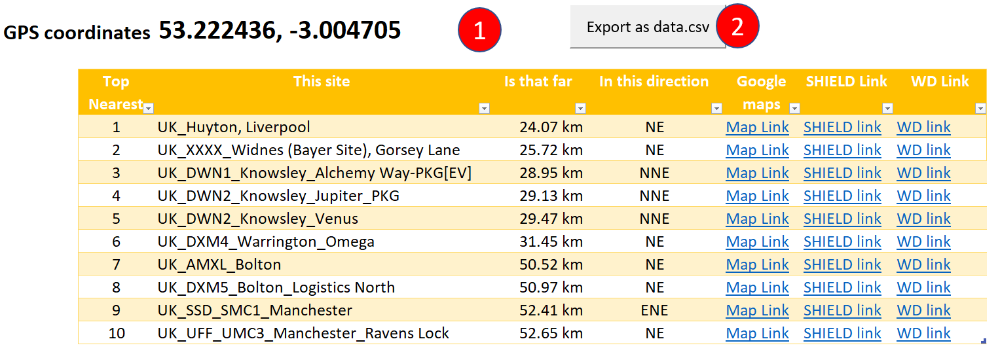 GPS coordinates 53.222436, -3.004705 1 Export as data.csv 2
Top This site Is that far In this direction Google SHIELD Link WD Link
Nearest maps
1 UK_Huyton, Liverpool 24.07 km NE Map Link SHIELD link WD link
2 UK_XXXX_Widnes (Bayer Site), Gorsey Lane 25.72 km NE Map Link SHIELD link WD link
3 UK_DWN1_Knowsley_Alchemy Way-PKG[EV] 28.95 km NNE Map Link SHIELD link WD link
4 UK_DWN2_Knowsley_Jupiter_PKG 29.13 km NNE Map Link SHIELD link WD link
5 UK_DWN2_Knowsley_Venus 29.47 km NNE Map Link SHIELD link WD link
6 UK_DXM4_Warrington_Omega 31.45 km NE Map Link SHIELD link WD link
7 UK_AMXL_Bolton 50.52 km NE Map Link SHIELD link WD link
8 UK_DXM5_Bolton_Logistics North 50.97 km NE Map Link SHIELD link WD link
9 UK_SSD_SMC1_Manchester 52.41 km ENE Map Link SHIELD link WD link
10 UK_UFF_UMC3_Manchester_Ravens Lock 52.65 km NE Map Link SHIELD link WD link